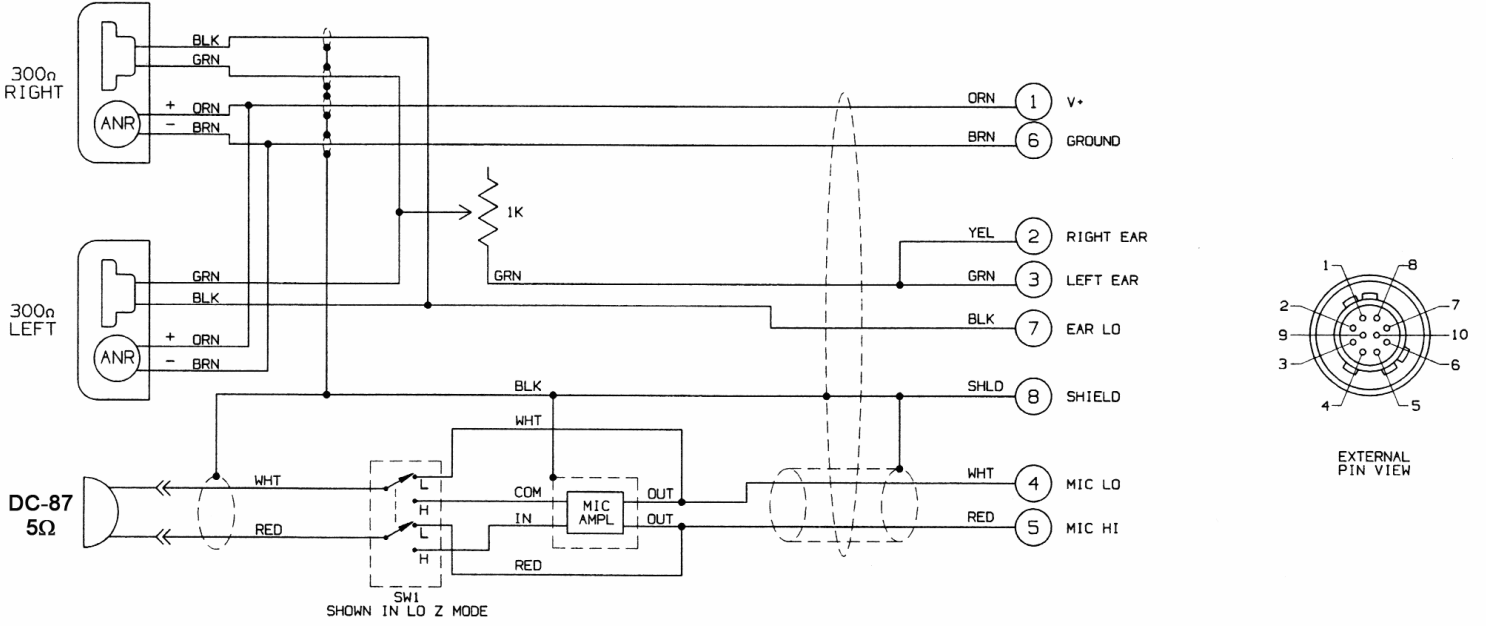 BLK
GRN
300Ω
RIGHT
+ ORN
ANR
- BRN
ORN 1 V+
BRN 6 GROUND
1K
YEL 2 RIGHT EAR
GRN
GRN 3 LEFT EAR
GRN
BLK
300Ω
LEFT
+ ORN
ANR
- BRN
BLK 7 EAR LO
BLK
SHLD 8 SHIELD
WHT
WHT
L
H
COM
OUT
WHT 4 MIC LO
DC-87
5Ω
MIC
AMPL
IN
OUT
RED
L
H
RED 5 MIC HI
RED
SW1
SHOWN IN LO Z MODE
1
8
2
7
9
10
3
6
4
5
EXTERNAL
PIN VIEW